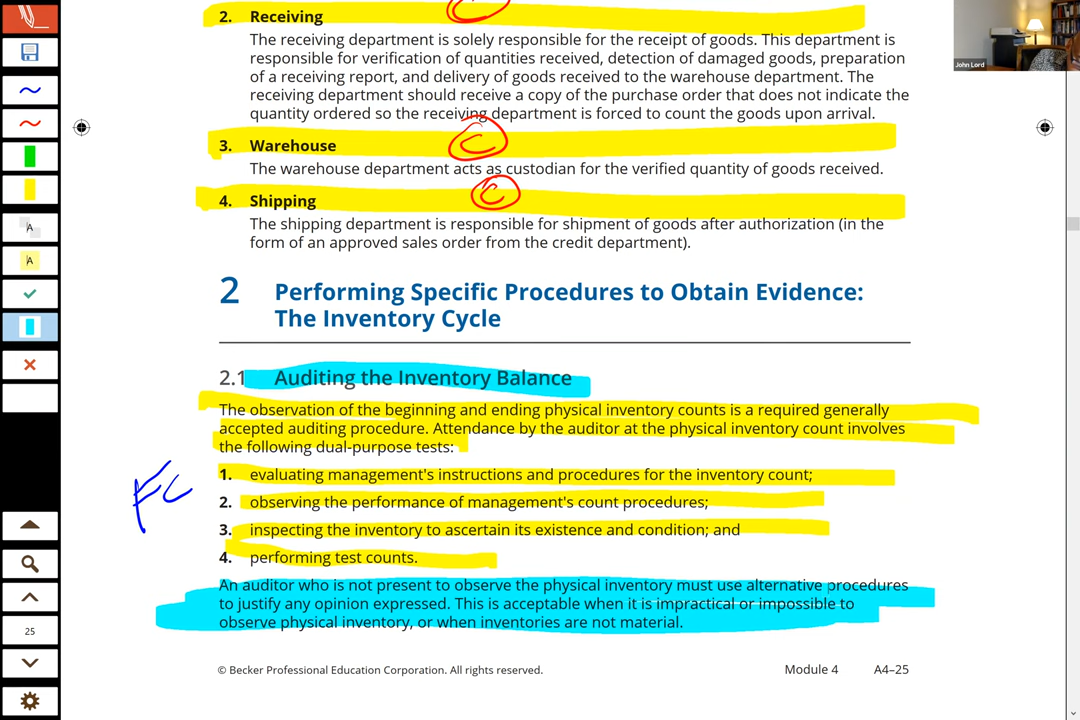 2. Receiving
John Lord
The receiving department is solely responsible for the receipt of goods. This department is
responsible for verification of quantities received, detection of damaged goods, preparation
of a receiving report, and delivery of goods received to the warehouse department. The
receiving department should receive a copy of the purchase order that does not indicate the
quantity ordered so the receiving department is forced to count the goods upon arrival.
3. Warehouse C
The warehouse department acts as custodian for the verified quantity of goods received.
4. Shipping C
The shipping department is responsible for shipment of goods after authorization (in the
form of an approved sales order from the credit department).
2 Performing Specific Procedures to Obtain Evidence:
The Inventory Cycle
2.1 Auditing the Inventory Balance
The observation of the beginning and ending physical inventory counts is a required generally
accepted auditing procedure. Attendance by the auditor at the physical inventory count involves
the following dual-purpose tests:
1. evaluating management's instructions and procedures for the inventory count;
2. observing the performance of management's count procedures;
3. inspecting the inventory to ascertain its existence and condition; and
4. performing test counts.
An auditor who is not present to observe the physical inventory must use alternative procedures
to justify any opinion expressed. This is acceptable when it is impractical or impossible to
observe physical inventory, or when inventories are not material.
© Becker Professional Education Corporation. All rights reserved. Module 4 A4–25
A
A
25